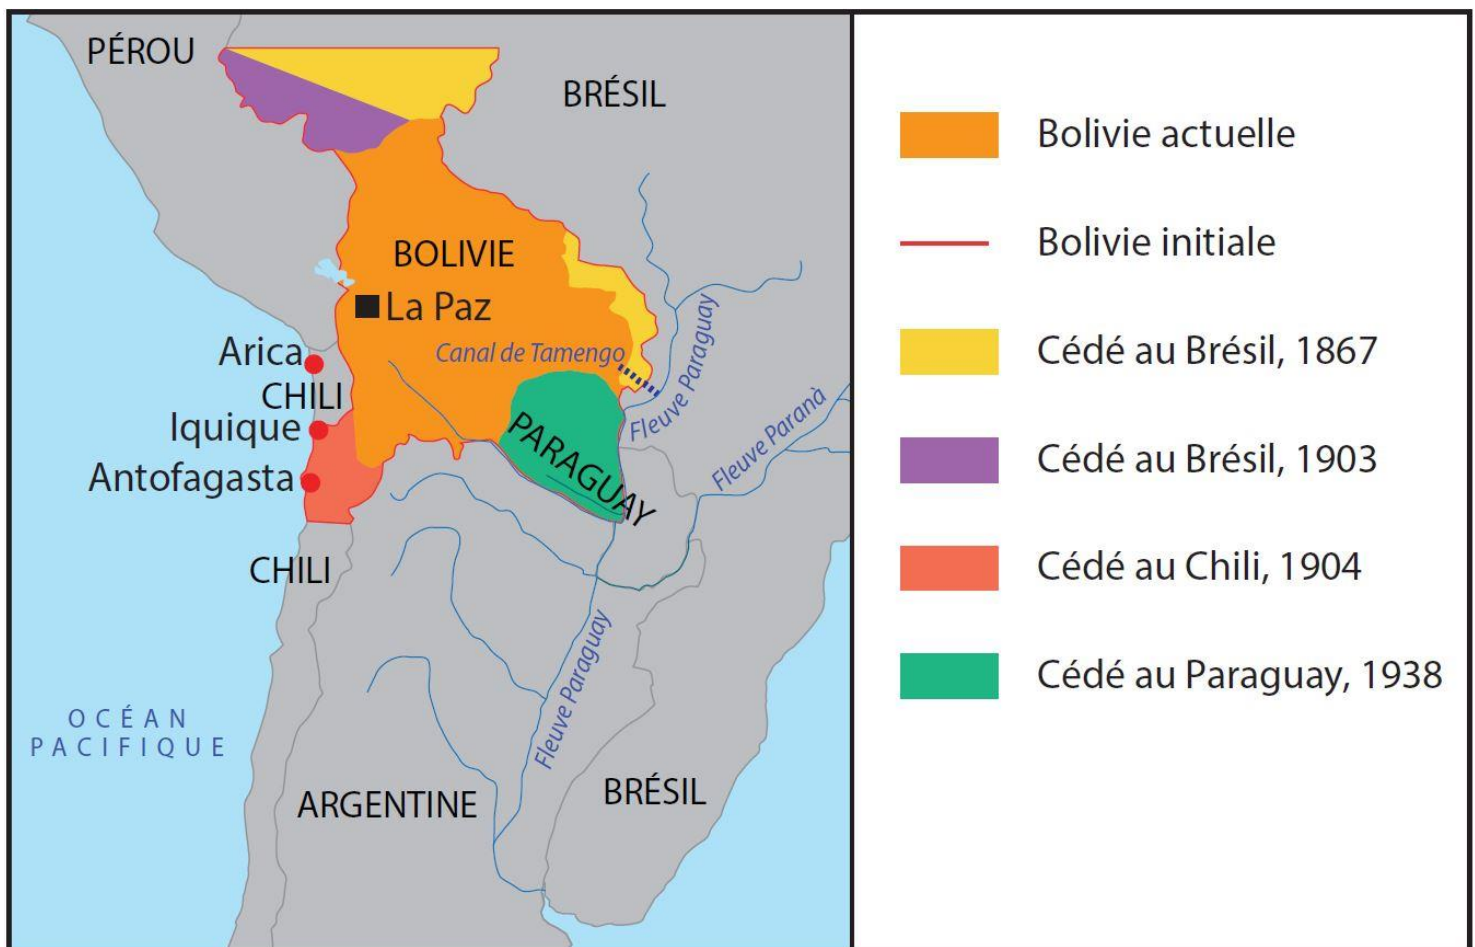 PÉROU
BRÉSIL
BOLIVIE
La Paz
Arica
Canal de Tamengo
CHILI
Iquique
Antofagasta
PARAGUAY
Fleuve Paraguay
Fleuve Paranà
CHILI
Fleuve Paraguay
OCÉAN
PACIFIQUE
ARGENTINE
BRÉSIL
Bolivie actuelle
Bolivie initiale
Cédé au Brésil, 1867
Cédé au Brésil, 1903
Cédé au Chili, 1904
Cédé au Paraguay, 1938